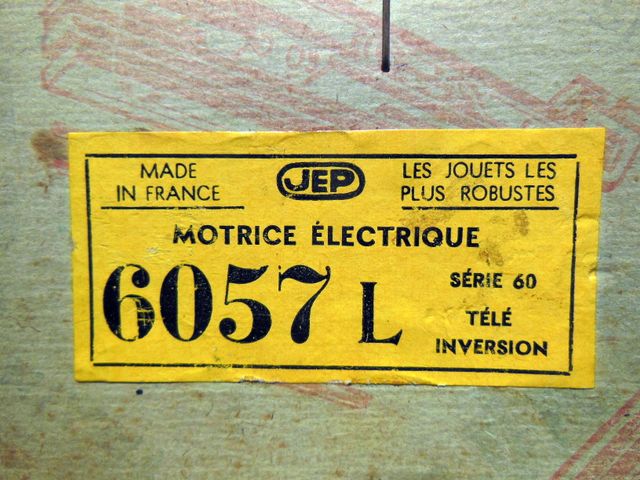 MADE
IN FRANCE
JEP
LES JOUETS LES
PLUS ROBUSTES
MOTRICE ÉLECTRIQUE
6057 L
SÉRIE 60
TÉLÉ
INVERSION